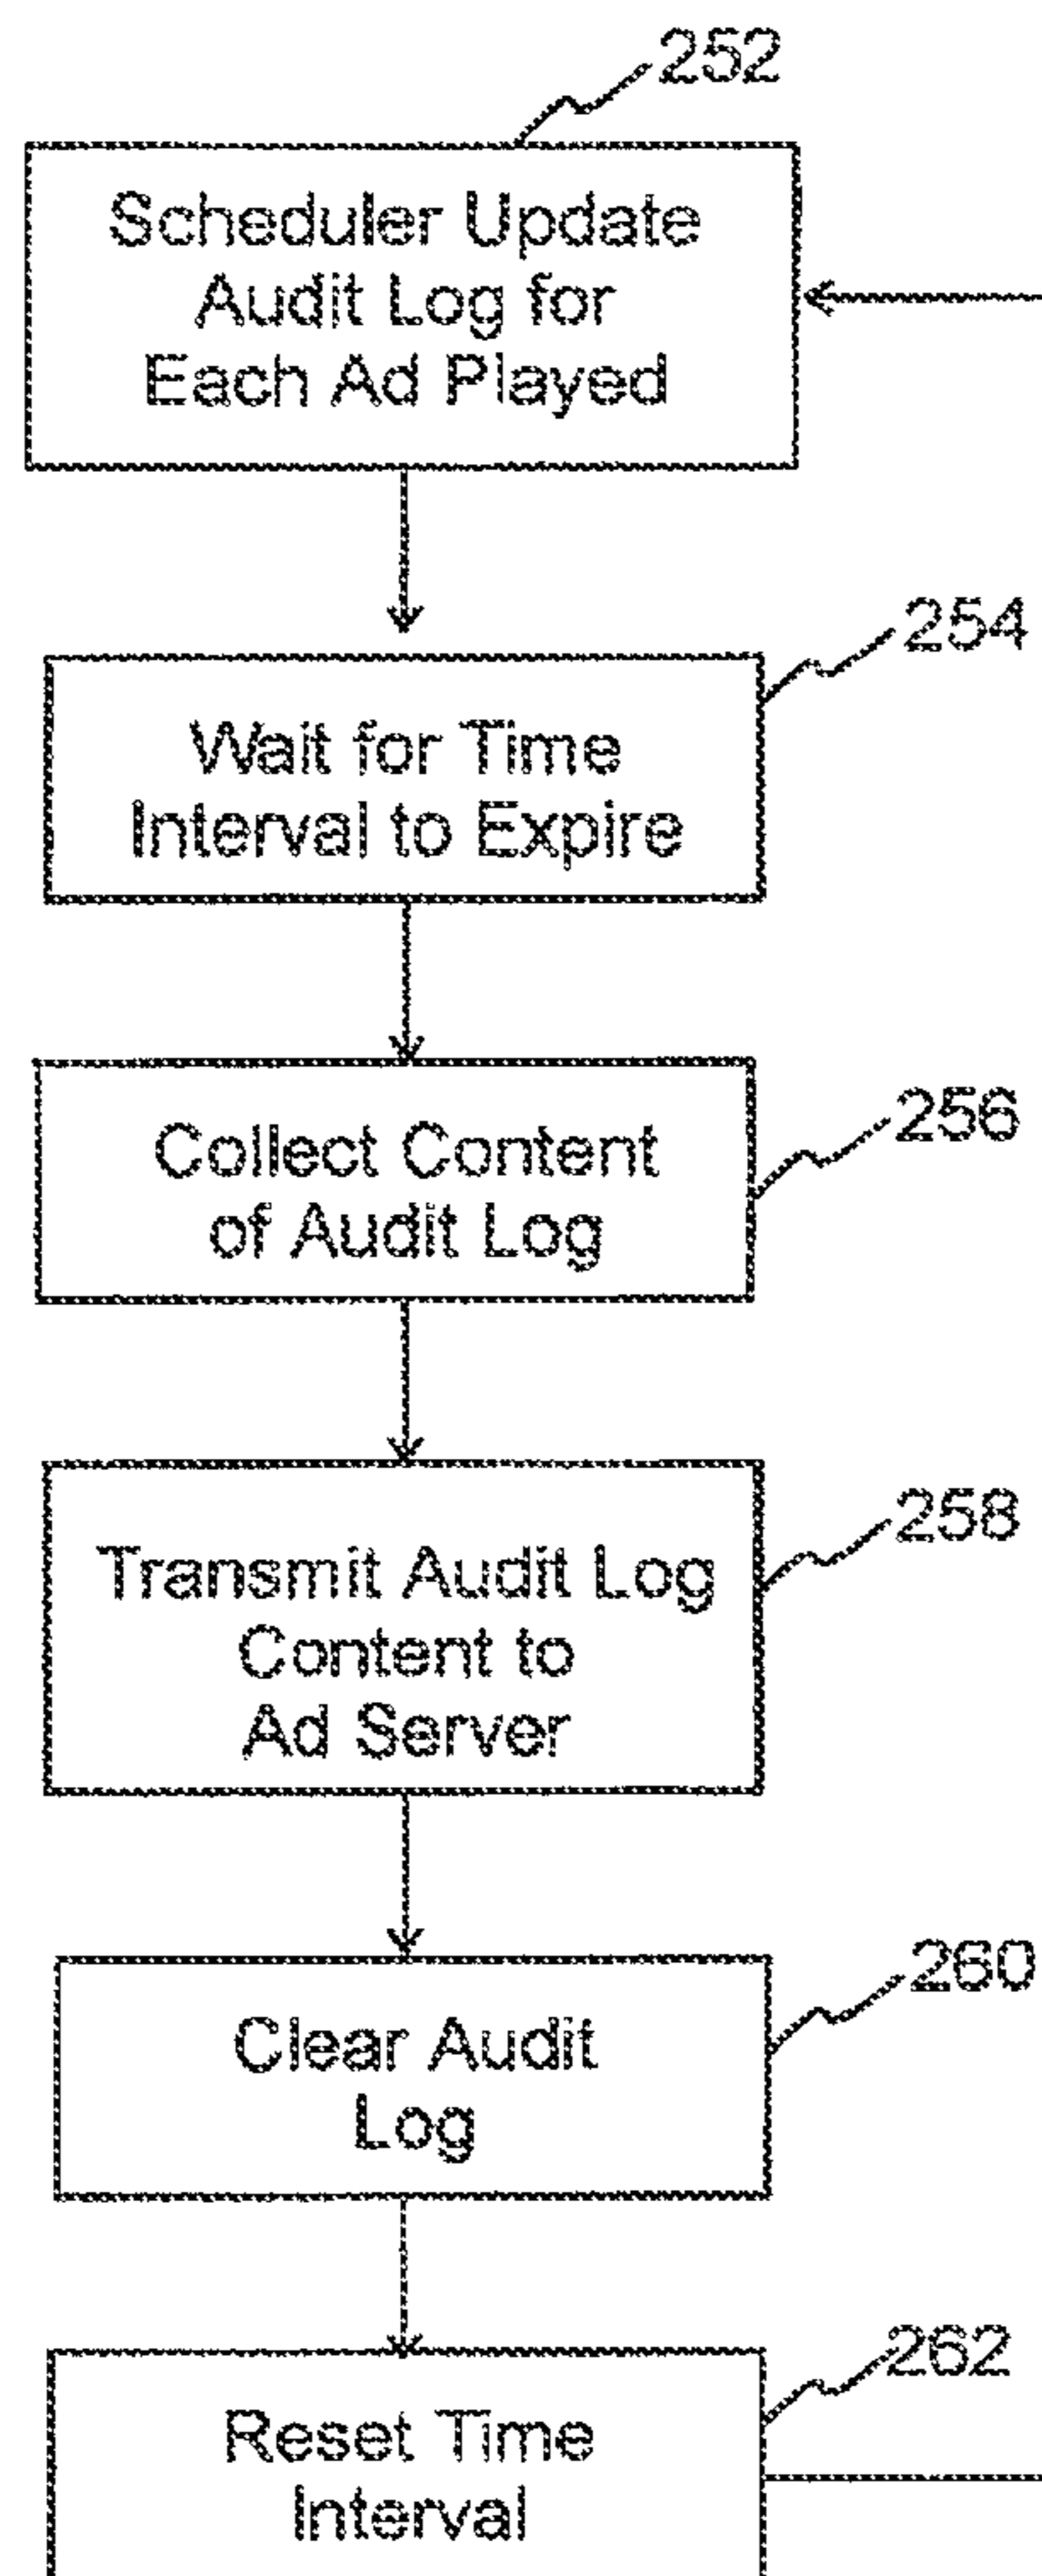 252
Scheduler Update
Audit Log for
Each Ad Played
254
Wait for Time
Interval to Expire
256
Collect Content
of Audit Log
258
Transmit Audit Log
Content to
Ad Server
260
Clear Audit
Log
262
Reset Time
Interval